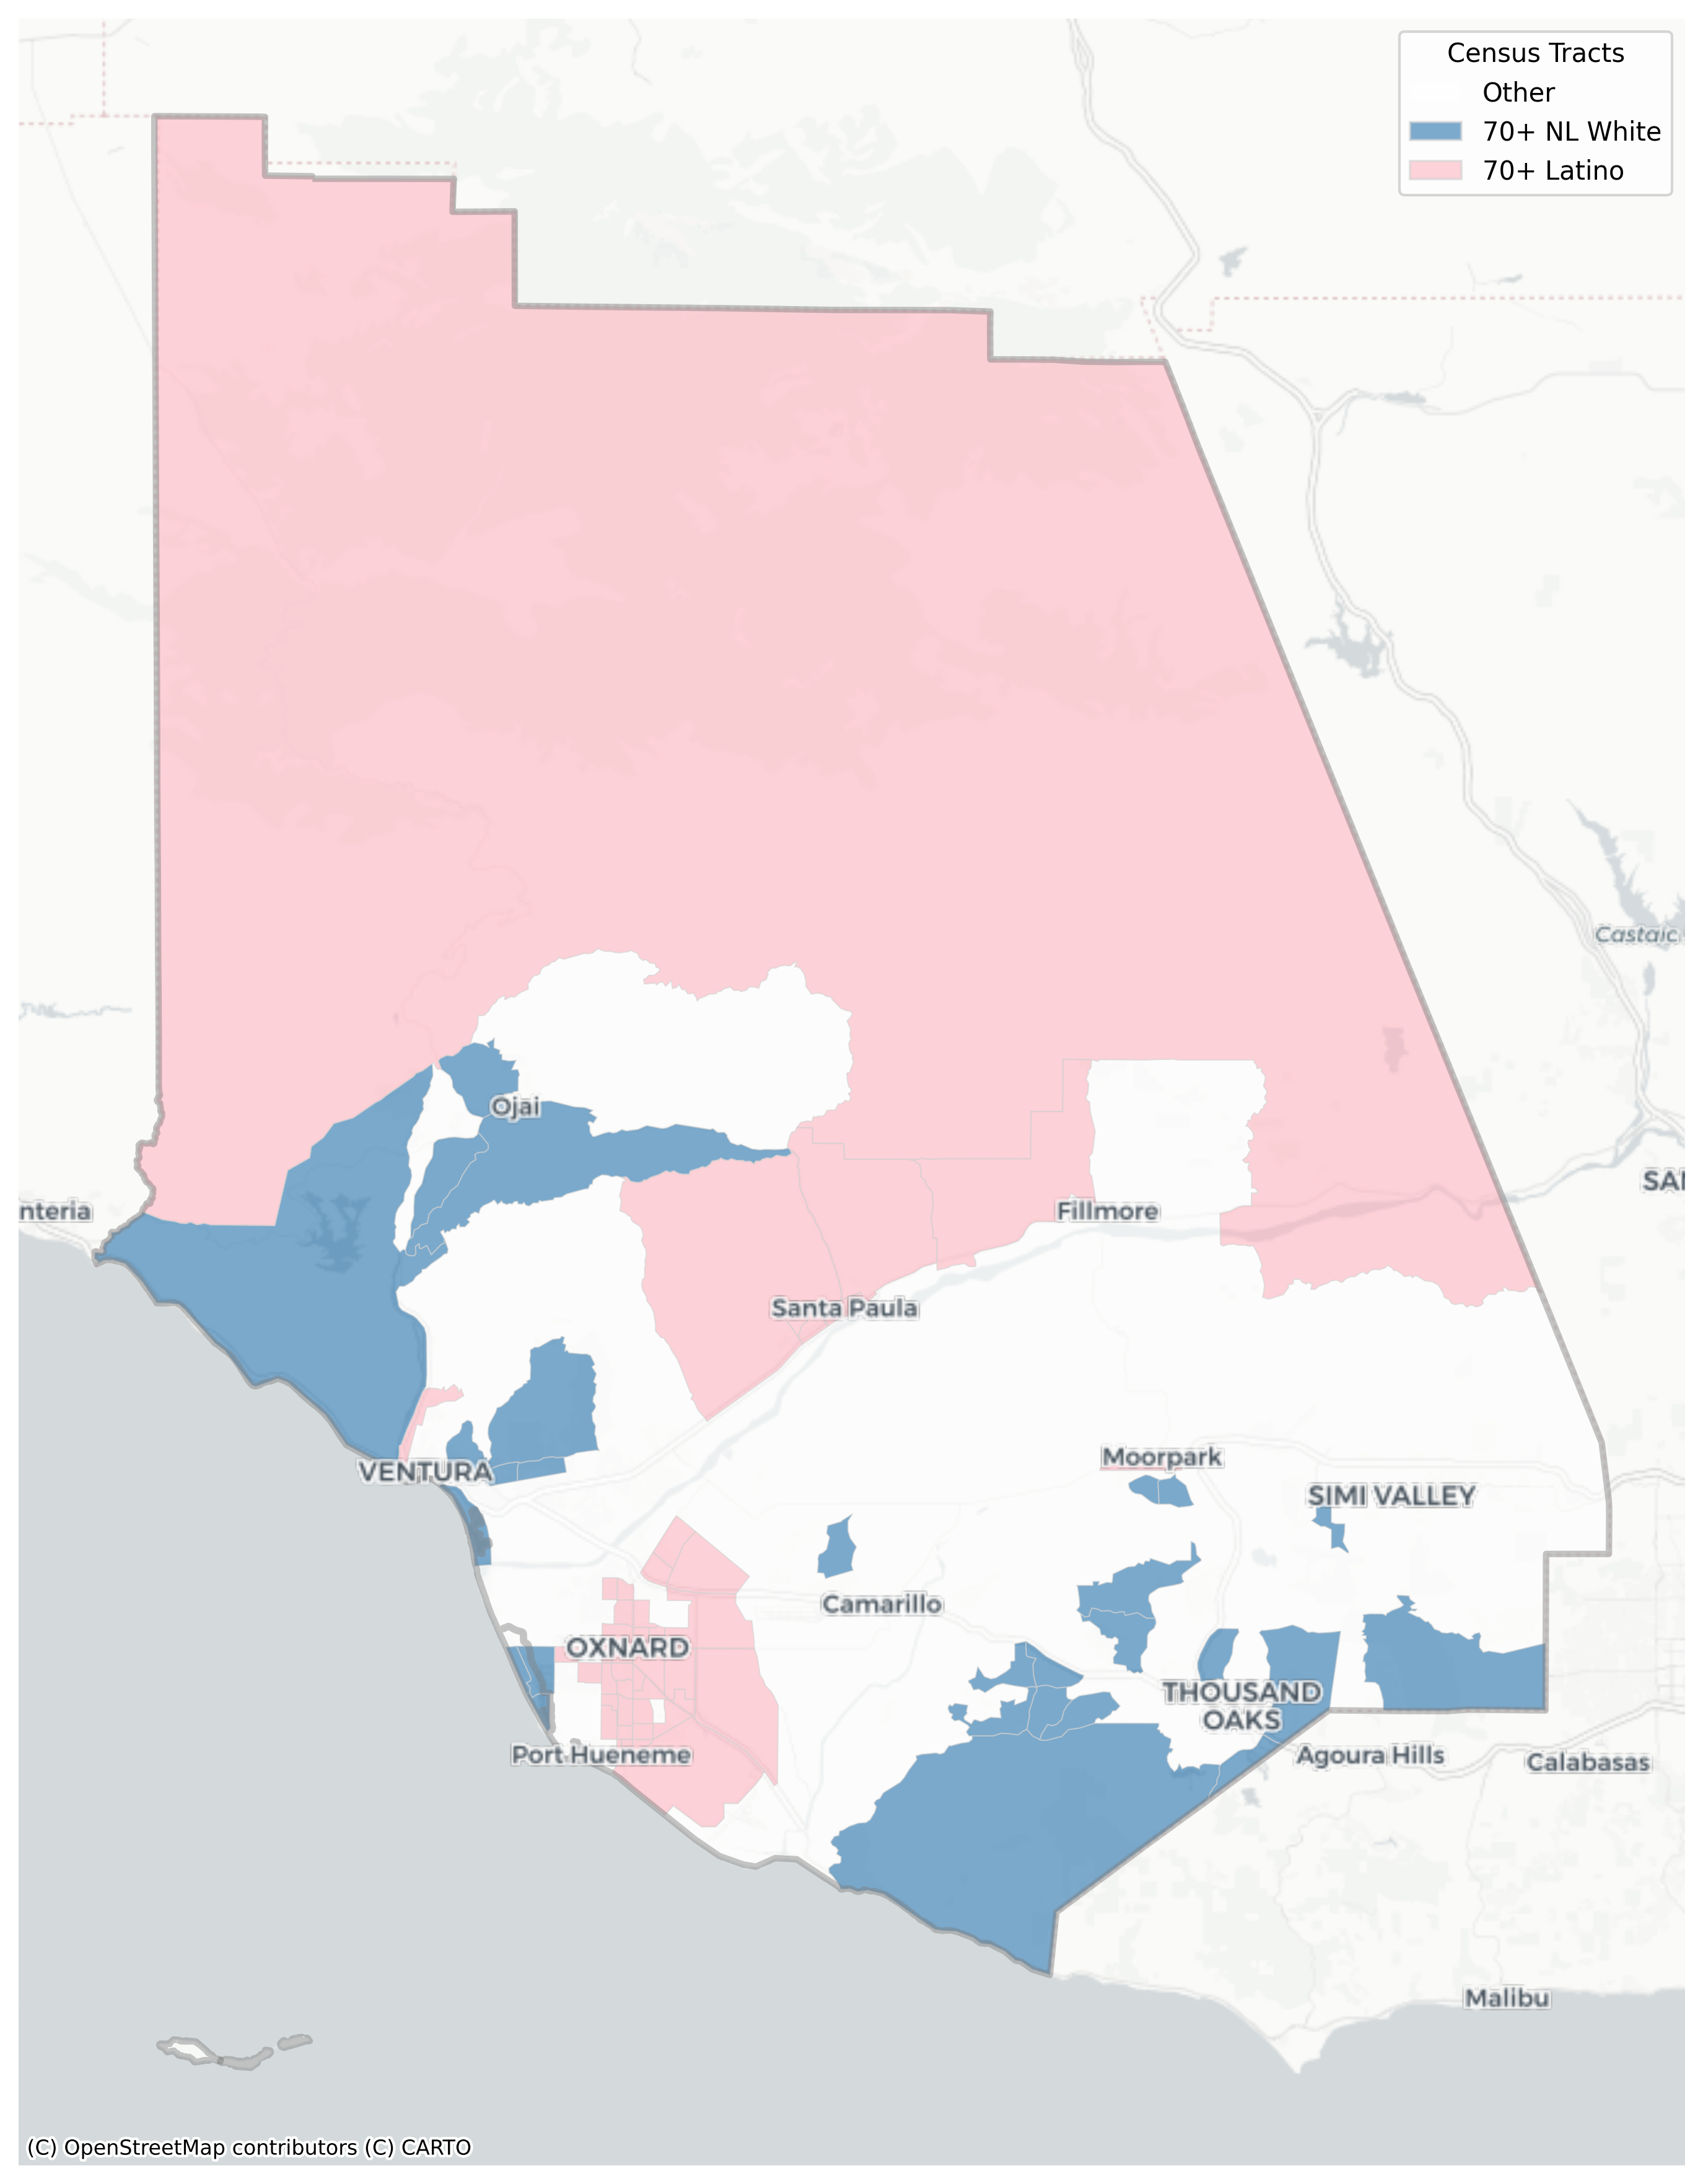 Census Tracts
Other
70+ NL White
70+ Latino
Castaic
SAN
nteria
Ojai
Fillmore
Santa Paula
VENTURA
Moorpark
SIMI VALLEY
Camarillo
OXNARD
THOUSAND
OAKS
Port Hueneme
Agoura Hills
Calabasas
Malibu
(C) OpenStreetMap contributors (C) CARTO